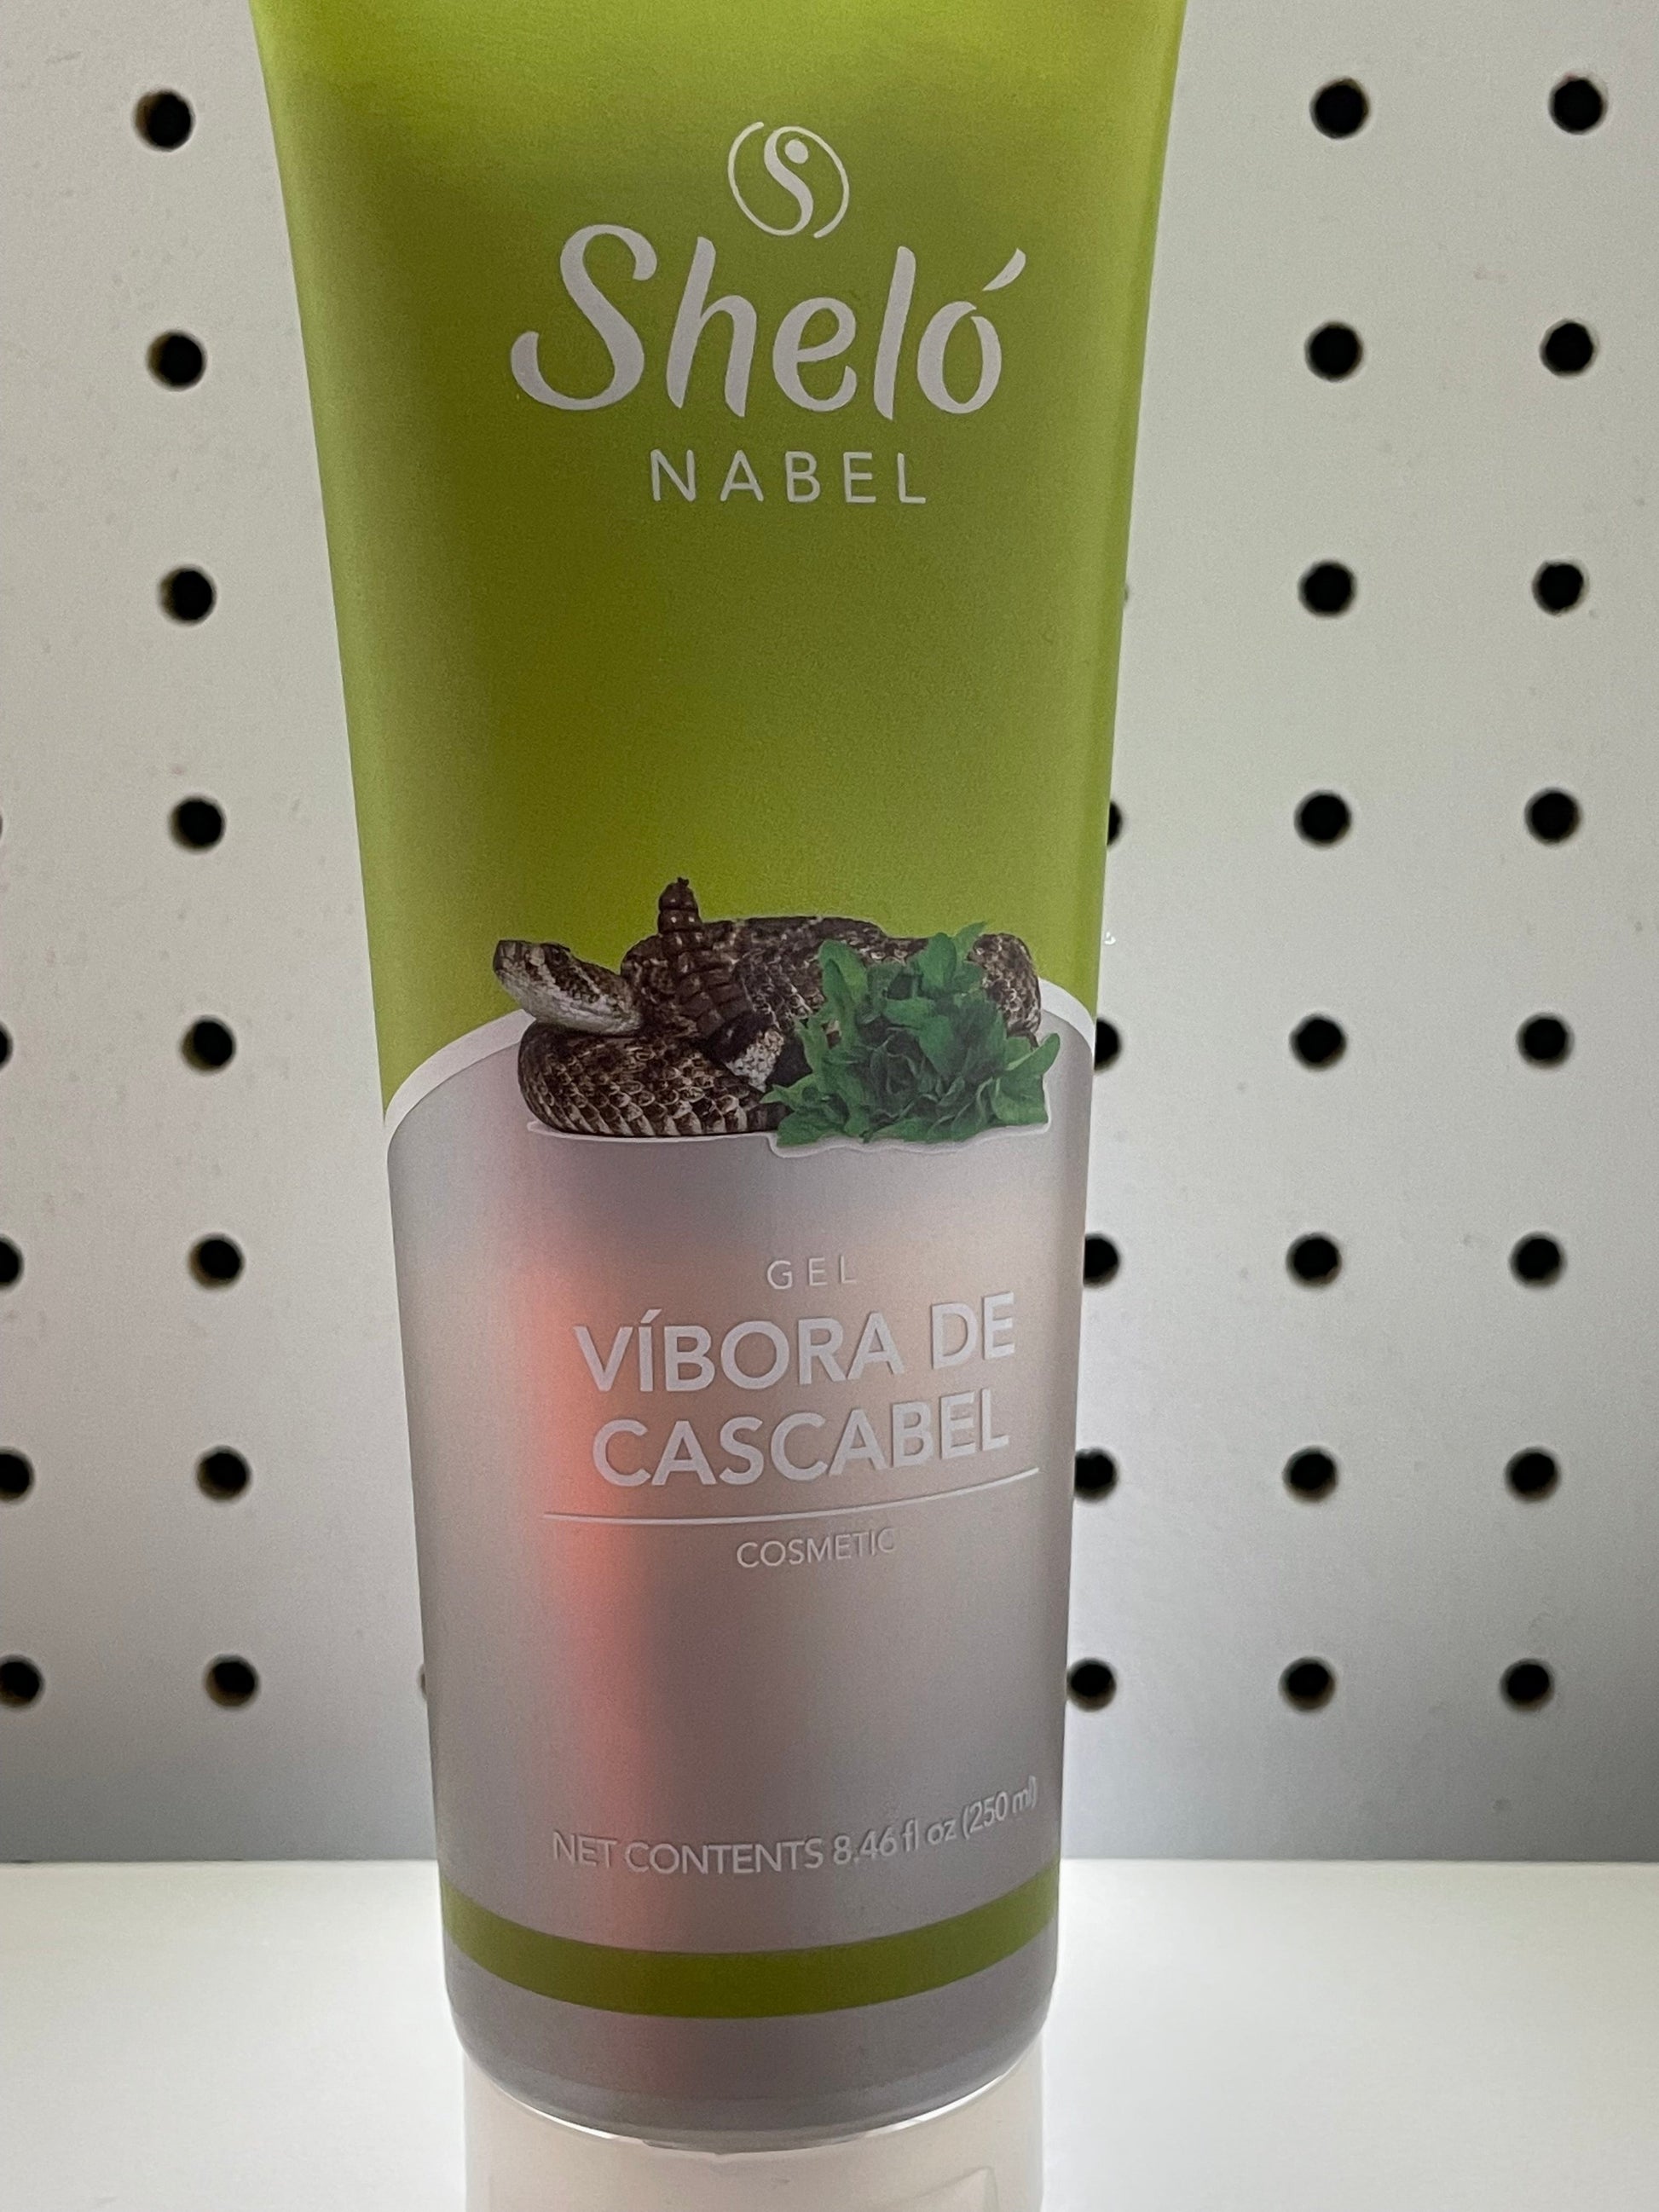 Sheló
NABEL
GEL
VÍBORA DE
CASCABEL
COSMETIC
NET CONTENTS 8.46 fl oz (250 ml)